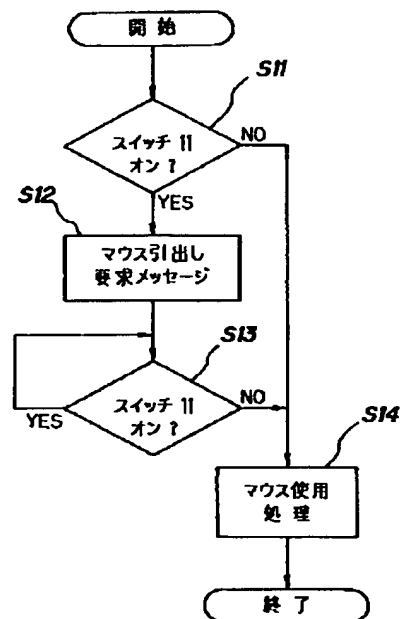 開始
S11
スイッチ 11
オン?
NO
YES
S12
マウス引出し
要求メッセージ
S13
スイッチ 11
オン?
NO
YES
S14
マウス使用
処理
終了